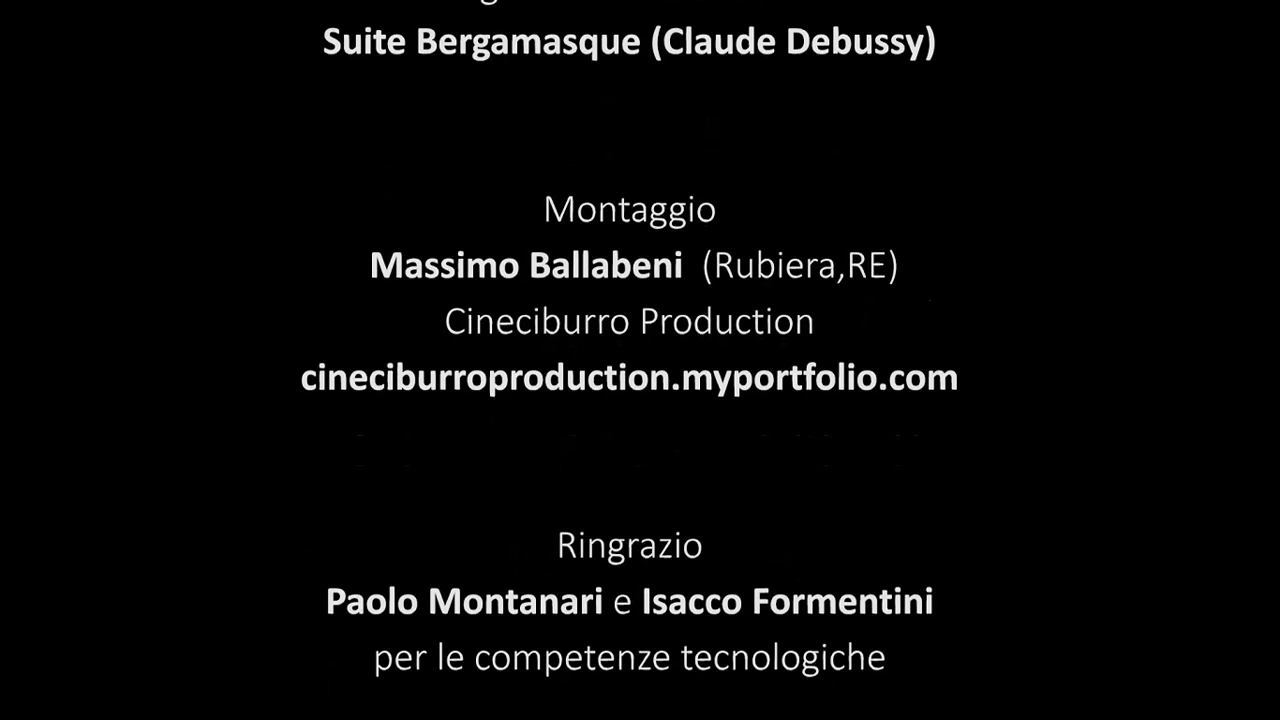 Suite Bergamasque (Claude Debussy)
Montaggio
Massimo Ballabeni (Rubiera,RE)
Cineciburro Production
cineciburroproduction.myportfolio.com
Ringrazio
Paolo Montanari e Isacco Formentini
per le competenze tecnologiche